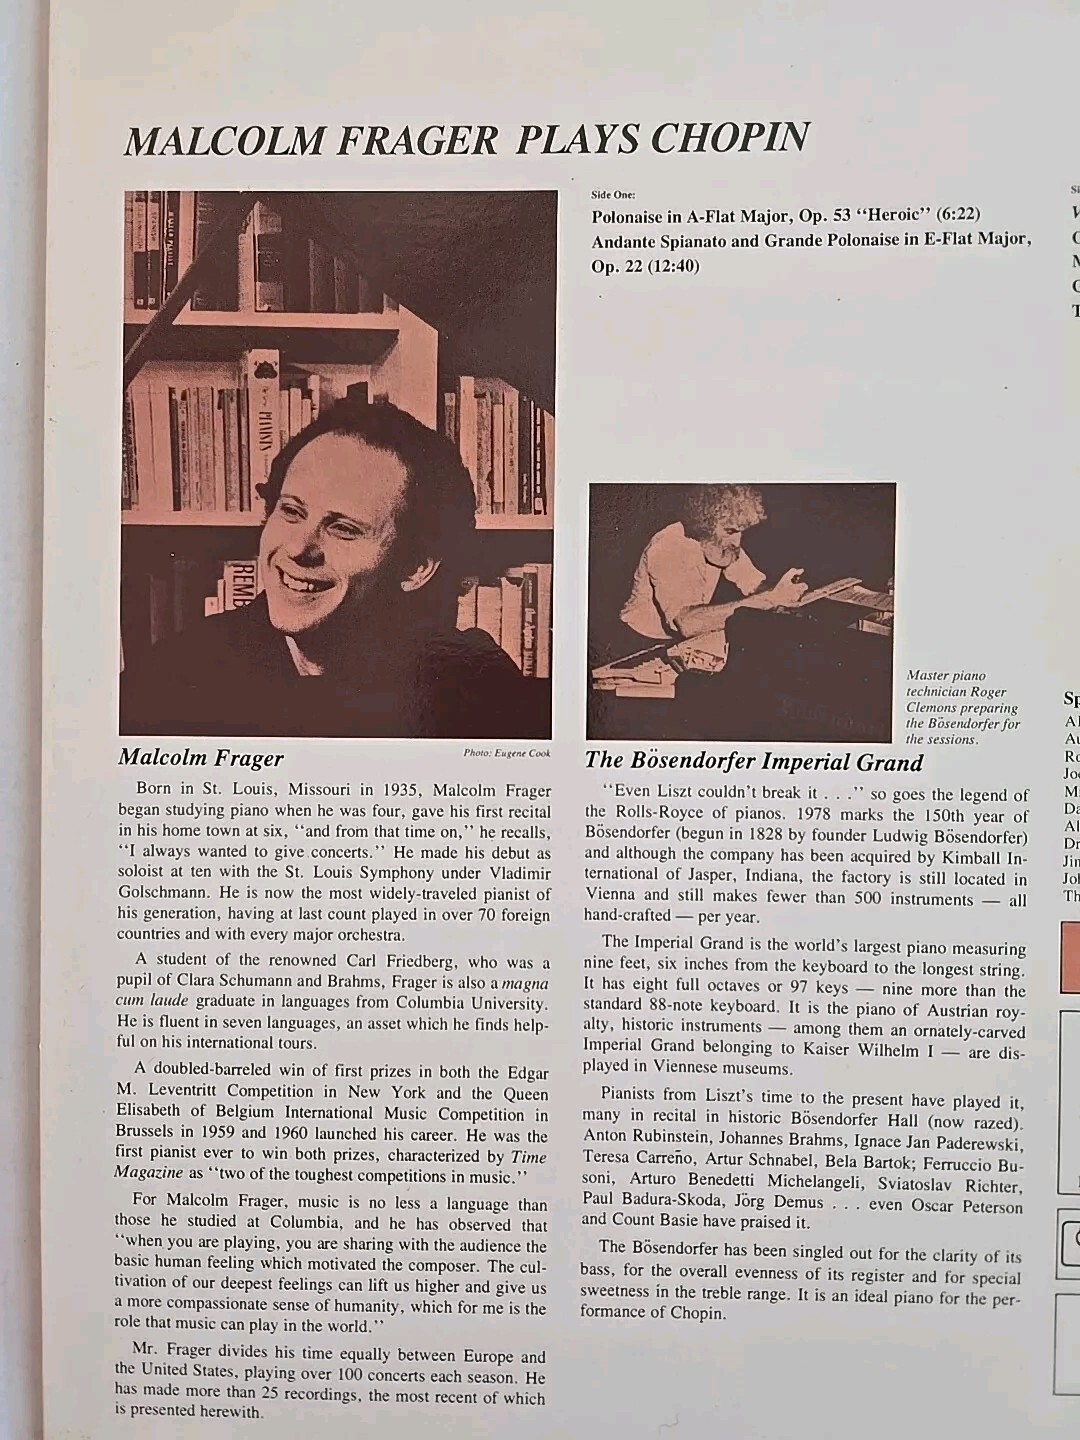 MALCOLM FRAGER PLAYS CHOPIN
Side One:
Polonaise in A-Flat Major, Op. 53 “Heroic” (6:22)
Andante Spianato and Grande Polonaise in E-Flat Major,
Op. 22 (12:40)
PIANISTS
REMB
Master piano
technician Roger
Clemons preparing
the Bösendorfer for
the sessions.
Photo: Eugene Cook
Malcolm Frager
Born in St. Louis, Missouri in 1935, Malcolm Frager
began studying piano when he was four, gave his first recital
in his home town at six, “and from that time on,” he recalls,
“I always wanted to give concerts.” He made his debut as
soloist at ten with the St. Louis Symphony under Vladimir
Golschmann. He is now the most widely-traveled pianist of
his generation, having at last count played in over 70 foreign
countries and with every major orchestra.
A student of the renowned Carl Friedberg, who was a
pupil of Clara Schumann and Brahms, Frager is also a magna
cum laude graduate in languages from Columbia University.
He is fluent in seven languages, an asset which he finds help-
ful on his international tours.
A doubled-barreled win of first prizes in both the Edgar
M. Leventritt Competition in New York and the Queen
Elisabeth of Belgium International Music Competition in
Brussels in 1959 and 1960 launched his career. He was the
first pianist ever to win both prizes, characterized by Time
Magazine as “two of the toughest competitions in music.”
For Malcolm Frager, music is no less a language than
those he studied at Columbia, and he has observed that
“when you are playing, you are sharing with the audience the
basic human feeling which motivated the composer. The cul-
tivation of our deepest feelings can lift us higher and give us
a more compassionate sense of humanity, which for me is the
role that music can play in the world.”
Mr. Frager divides his time equally between Europe and
the United States, playing over 100 concerts each season. He
has made more than 25 recordings, the most recent of which
is presented herewith.
The Bösendorfer Imperial Grand
“Even Liszt couldn’t break it . . .” so goes the legend of
the Rolls-Royce of pianos. 1978 marks the 150th year of
Bösendorfer (begun in 1828 by founder Ludwig Bösendorfer)
and although the company has been acquired by Kimball In-
ternational of Jasper, Indiana, the factory is still located in
Vienna and still makes fewer than 500 instruments — all
hand-crafted — per year.
The Imperial Grand is the world’s largest piano measuring
nine feet, six inches from the keyboard to the longest string.
It has eight full octaves or 97 keys — nine more than the
standard 88-note keyboard. It is the piano of Austrian roy-
alty, historic instruments — among them an ornately-carved
Imperial Grand belonging to Kaiser Wilhelm I — are dis-
played in Viennese museums.
Pianists from Liszt’s time to the present have played it,
many in recital in historic Bösendorfer Hall (now razed).
Anton Rubinstein, Johannes Brahms, Ignace Jan Paderewski,
Teresa Carreño, Artur Schnabel, Bela Bartok; Ferruccio Bu-
soni, Arturo Benedetti Michelangeli, Sviatoslav Richter,
Paul Badura-Skoda, Jörg Demus . . . even Oscar Peterson
and Count Basie have praised it.
The Bösendorfer has been singled out for the clarity of its
bass, for the overall evenness of its register and for special
sweetness in the treble range. It is an ideal piano for the per-
formance of Chopin.